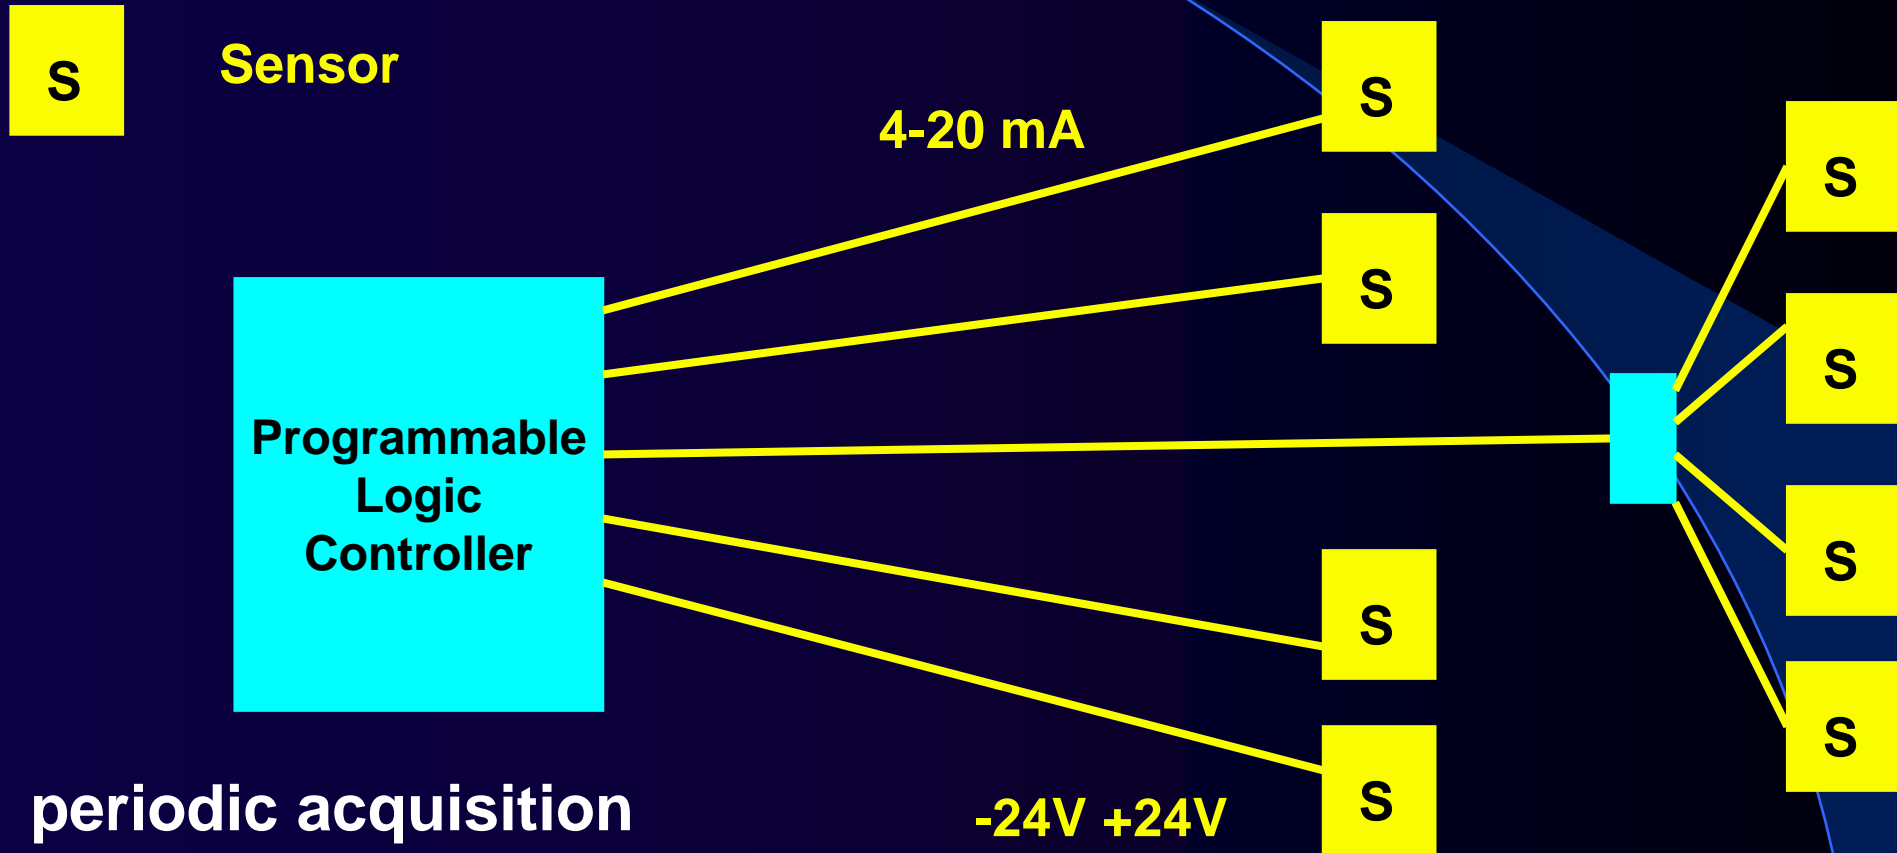 S
Sensor
4-20 mA
S
S
S
S
Programmable
Logic
Controller
S
S
S
S
periodic acquisition
-24V +24V
S